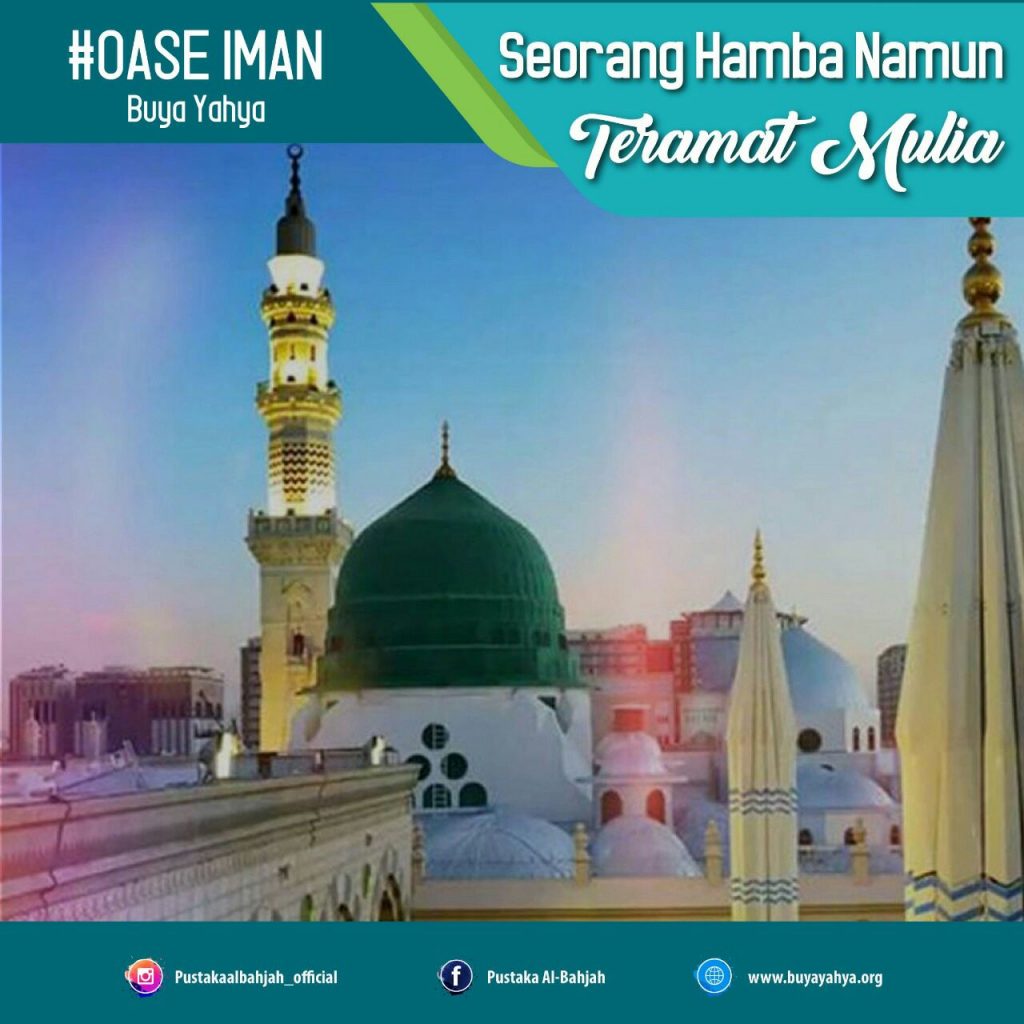 #OASE IMAN
Buya Yahya
Seorang Hamba Namun
Teramat Mulia
Pustakaalbahjah_official
Pustaka Al-Bahjah
www.buyayahya.org